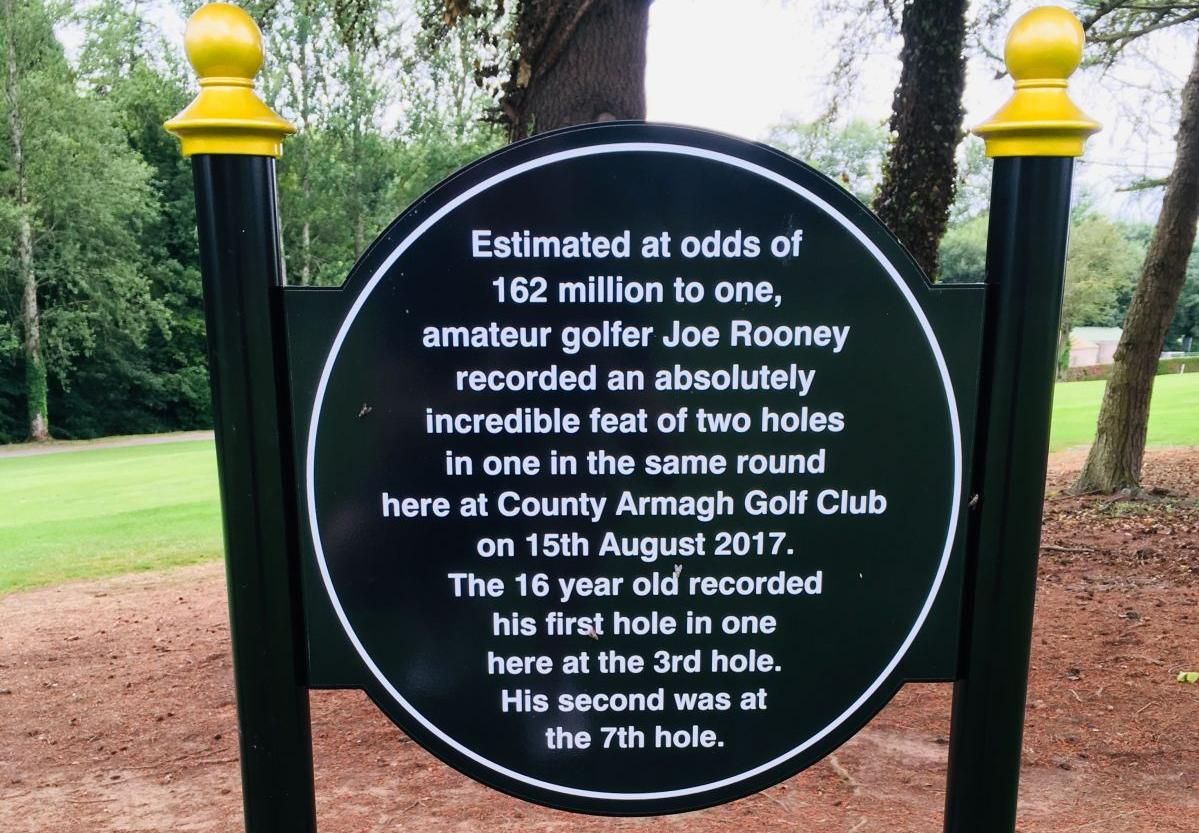 Estimated at odds of
162 million to one,
amateur golfer Joe Rooney
recorded an absolutely
incredible feat of two holes
in one in the same round
here at County Armagh Golf Club
on 15th August 2017.
The 16 year old recorded
his first hole in one
here at the 3rd hole.
His second was at
the 7th hole.